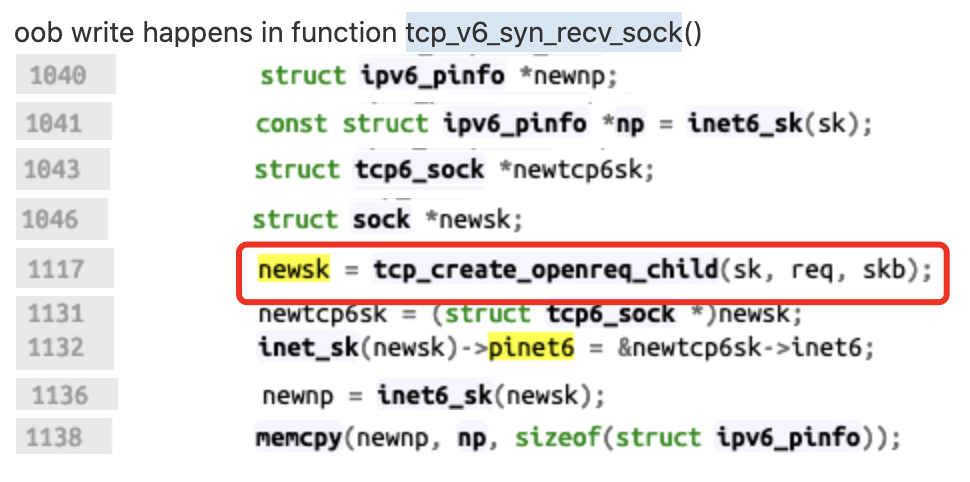 oob write happens in function tcp_v6_syn_recv_sock()
1040 struct ipv6_pinfo *newnp;
1041 const struct ipv6_pinfo *np = inet6_sk(sk);
1043 struct tcp6_sock *newtcp6sk;
1046 struct sock *newsk;
1117 newsk = tcp_create_openreq_child(sk, req, skb);
1131 newtcp6sk = (struct tcp6_sock *)newsk;
1132 inet_sk(newsk)->pinet6 = &newtcp6sk->inet6;
1136 newnp = inet6_sk(newsk);
1138 memcpy(newnp, np, sizeof(struct ipv6_pinfo));